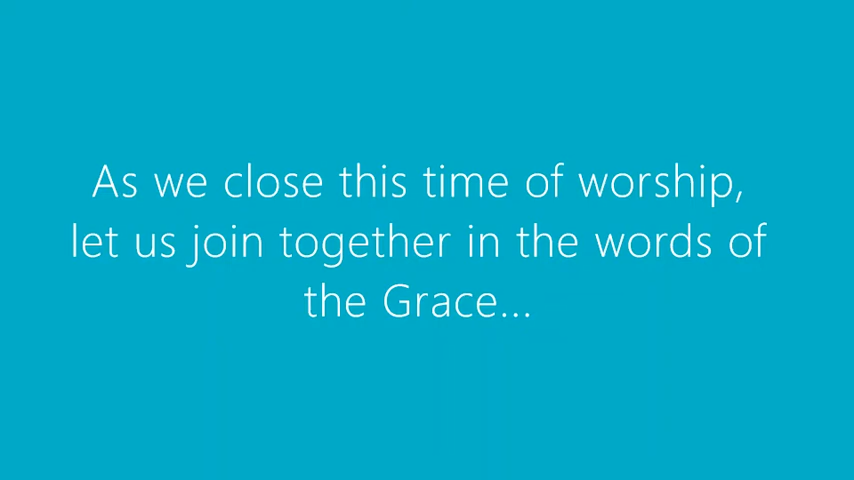 As we close this time of worship,
let us join together in the words of
the Grace...